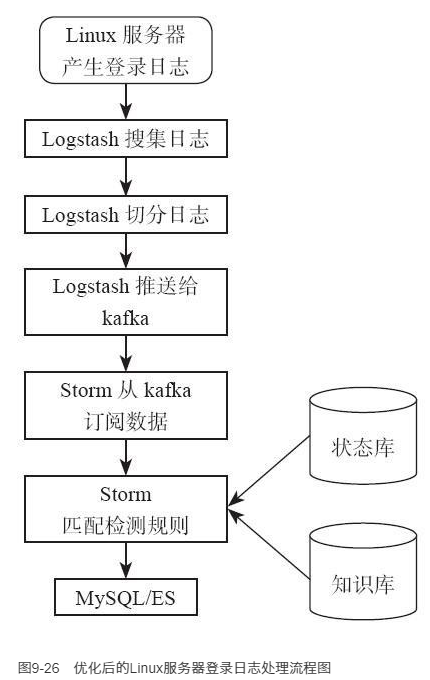 Linux 服务器
产生登录日志
Logstash 搜集日志
Logstash 切分日志
Logstash 推送给
kafka
Storm 从 kafka
订阅数据
状态库
Storm
匹配检测规则
知识库
MySQL/ES
图9-26 优化后的Linux服务器登录日志处理流程图